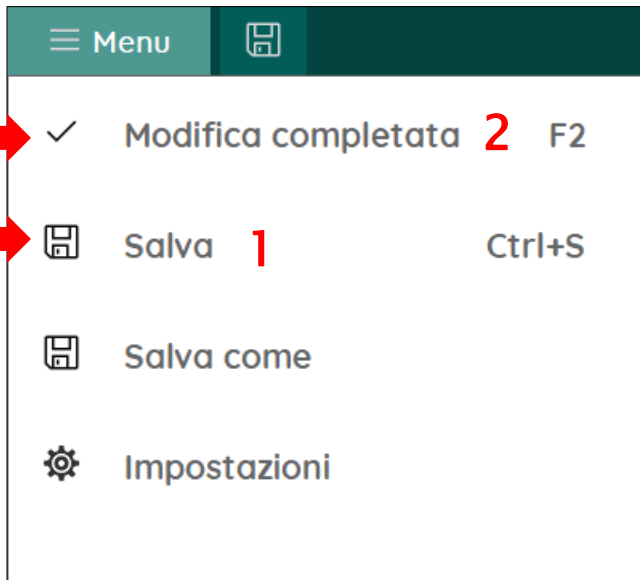 Menu
Modifica completata 2 F2
Salva 1 Ctrl+S
Salva come
Impostazioni